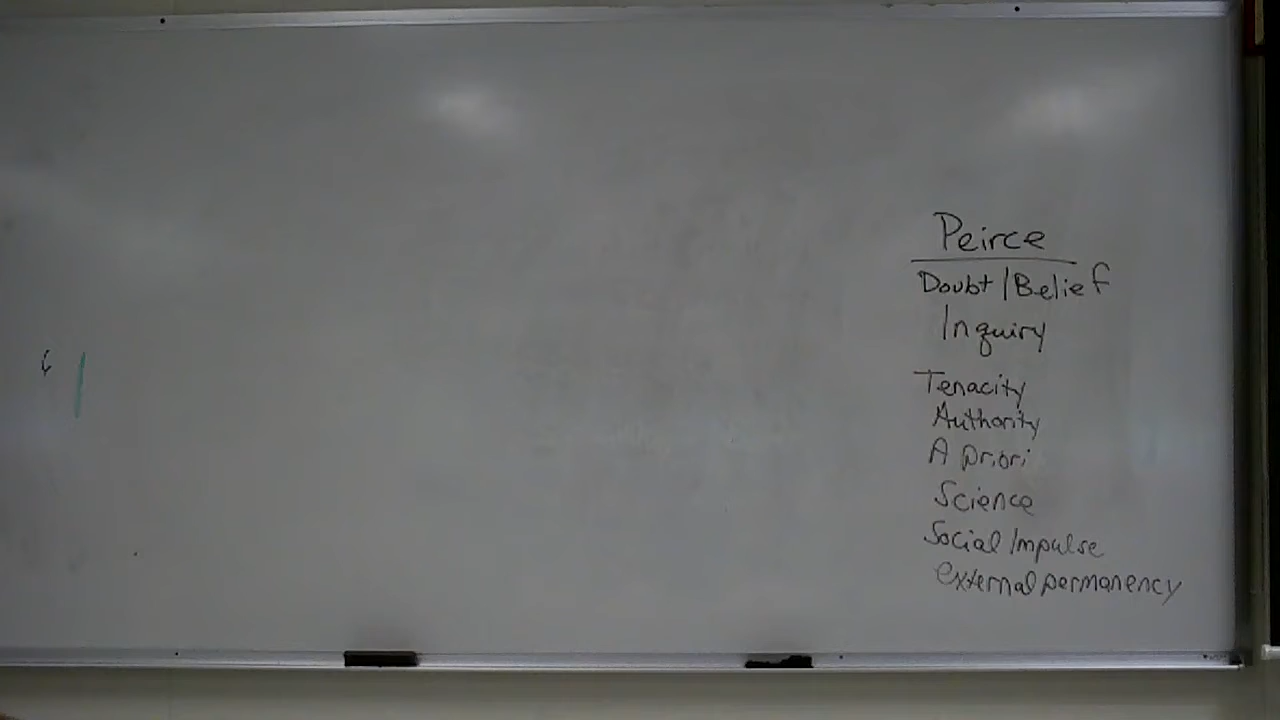 Peirce
Doubt/Belief
Inquiry
Tenacity
Authority
A priori
Science
Social Impulse
external permanency